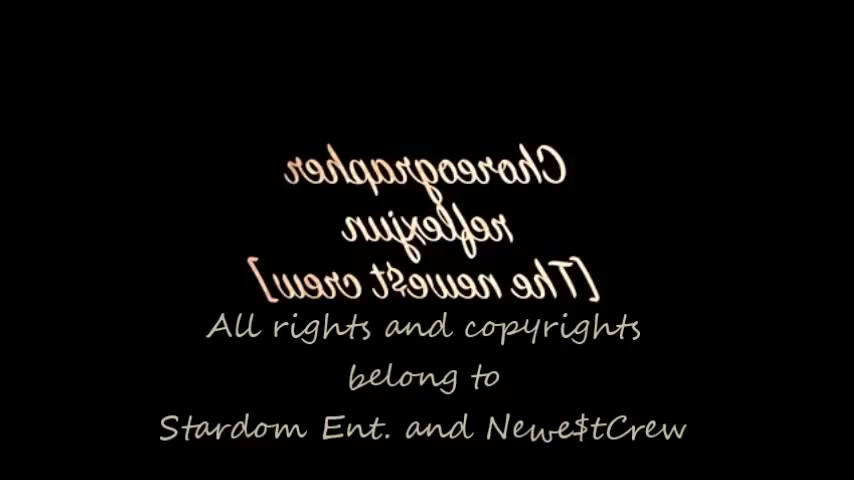 Choreographer
reflexjun
[The newe$t crew]
All rights and copyrights
belong to
Stardom Ent. and Newe$tCrew